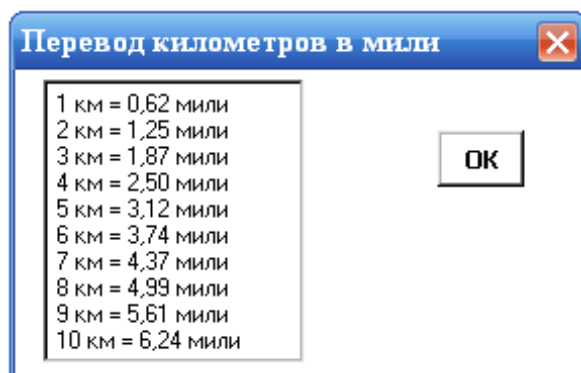 Перевод километров в мили
1 км = 0,62 мили
2 км = 1,25 мили
3 км = 1,87 мили
4 км = 2,50 мили
5 км = 3,12 мили
6 км = 3,74 мили
7 км = 4,37 мили
8 км = 4,99 мили
9 км = 5,61 мили
10 км = 6,24 мили
ОК